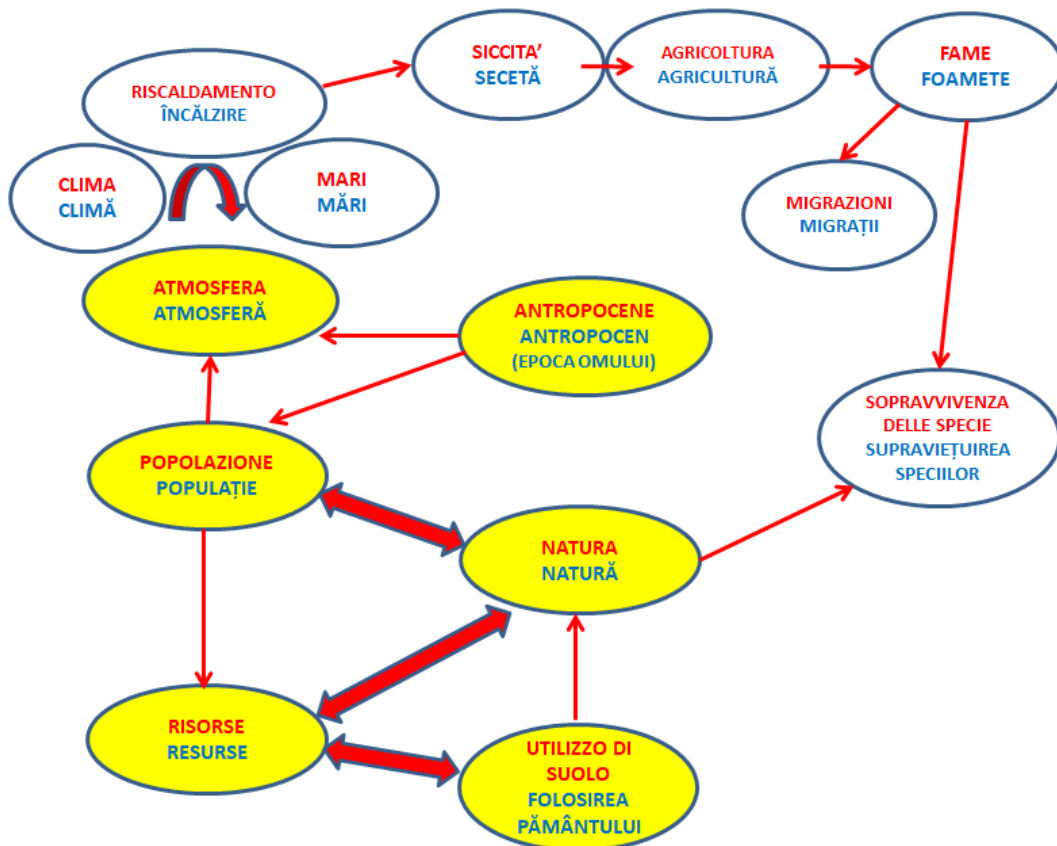 SICCITA'
SECETĂ
AGRICOLTURA
AGRICULTURĂ
FAME
FOAMETE
RISCALDAMENTO
ÎNCĂLZIRE
CLIMA
CLIMĂ
MARI
MĂRI
MIGRAZIONI
MIGRAȚII
ATMOSFERA
ATMOSFERĂ
ANTROPOCENE
ANTROPOCEN
(EPOCA OMULUI)
SOPRAVVIVENZA
DELLE SPECIE
SUPRAVIEȚUIREA
SPECIILOR
POPOLAZIONE
POPULAȚIE
NATURA
NATURĂ
RISORSE
RESURSE
UTILIZZO DI
SUOLO
FOLOSIREA
PĂMÂNTULUI